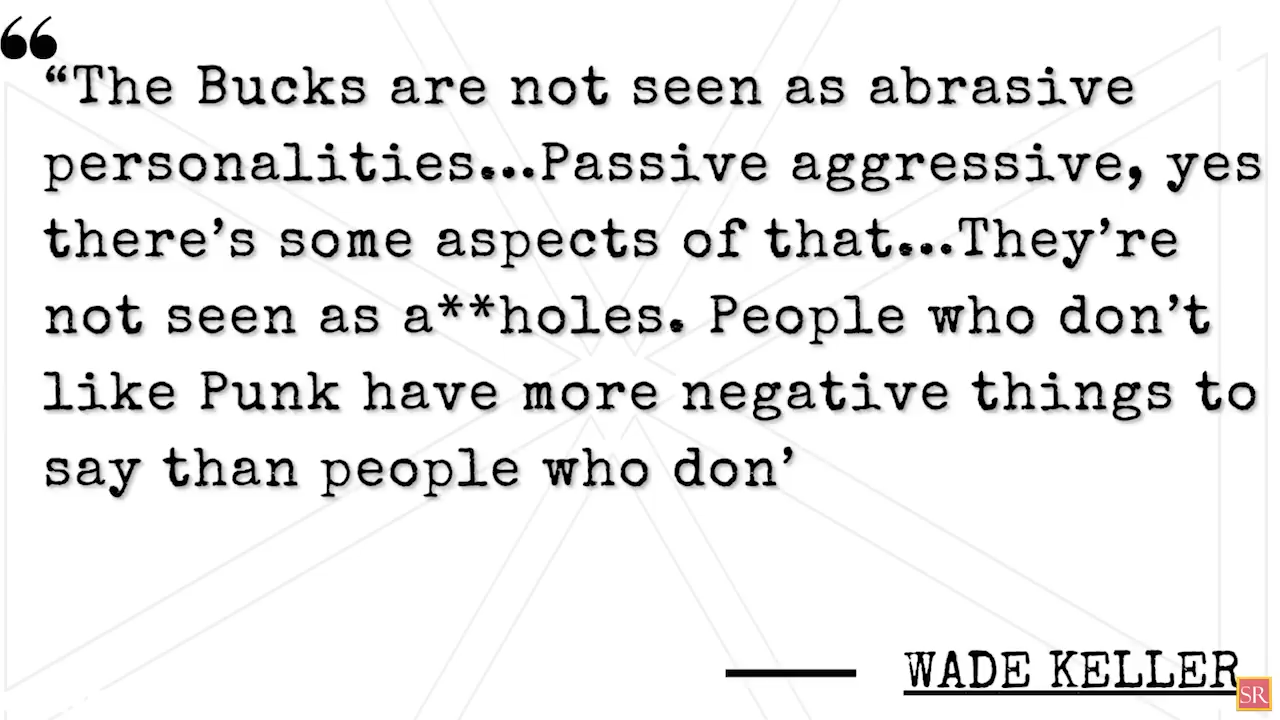 “
“The Bucks are not seen as abrasive
personalities...Passive aggressive, yes
there’s some aspects of that...They’re
not seen as a**holes. People who don’t
like Punk have more negative things to
say than people who don’
WADE KELLER
SR